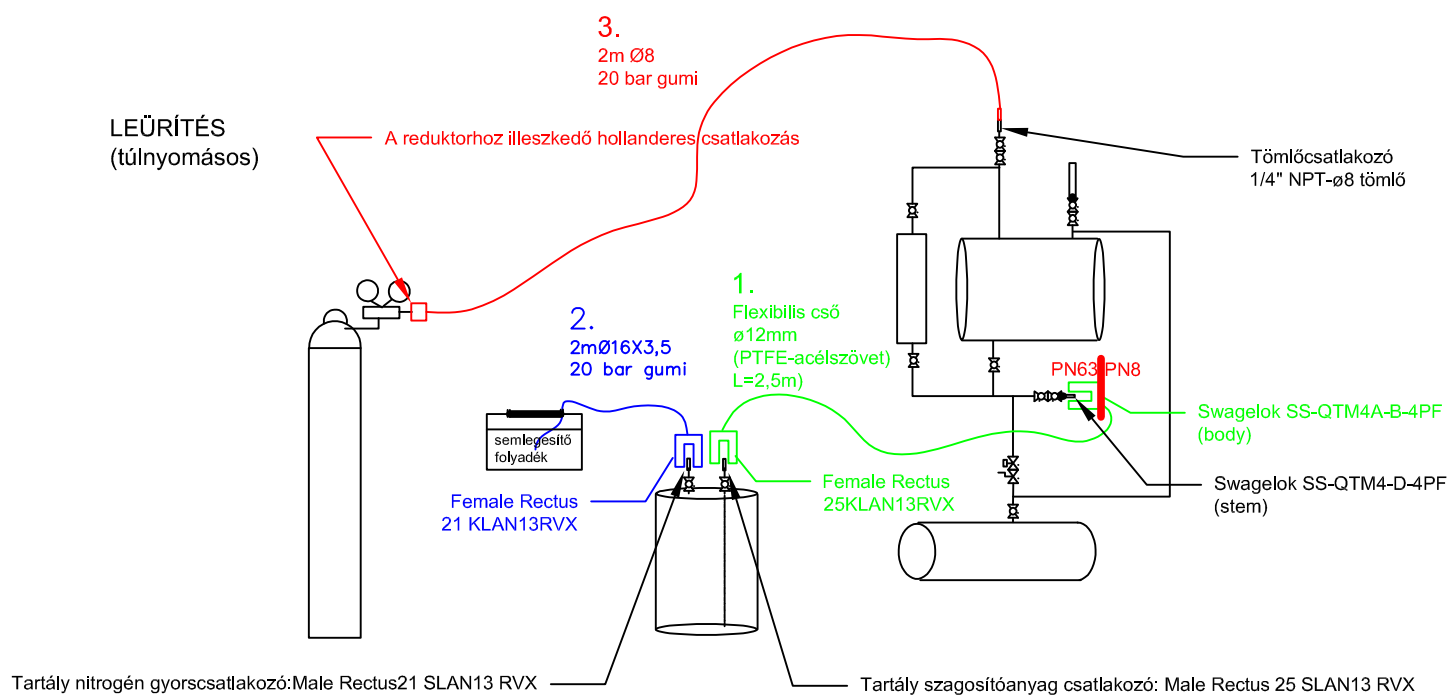 3.
2m Ø8
20 bar gumi
LEÜRÍTÉS
(túlnyomásos)
A reduktorhoz illeszkedő hollanderes csatlakozás
Tömlőcsatlakozó
1/4" NPT-ø8 tömlő
1.
Flexibilis cső
ø12mm
(PTFE-acélszövet)
L=2,5m)
2.
2mØ16X3,5
20 bar gumi
PN63 PN8
Swagelok SS-QTM4A-B-4PF
(body)
semlegesítő
folyadék
Female Rectus
21 KLAN13RVX
Female Rectus
25KLAN13RVX
Swagelok SS-QTM4-D-4PF
(stem)
Tartály nitrogén gyorscsatlakozó:Male Rectus21 SLAN13 RVX
Tartály szagosítóanyag csatlakozó: Male Rectus 25 SLAN13 RVX